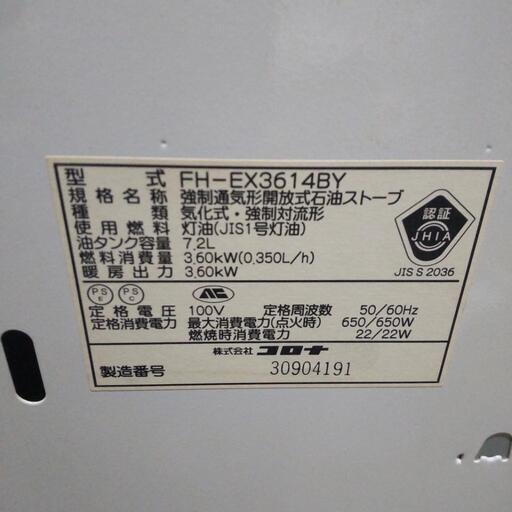 型式 FH-EX3614BY
規格名称 強制通気形開放式石油ストーブ
種類 気化式・強制対流形
使用燃料 灯油(JIS1号灯油)
油タンク容量 7.2L
燃料消費量 3.60kW(0.350L/h)
暖房出力 3.60kW
認証
JHIA
JIS S 2036
PS E PS C
定格電圧 100V 定格周波数 50/60Hz
定格消費電力 最大消費電力(点火時) 650/650W
燃焼時消費電力 22/22W
株式会社 コロナ
製造番号 30904191